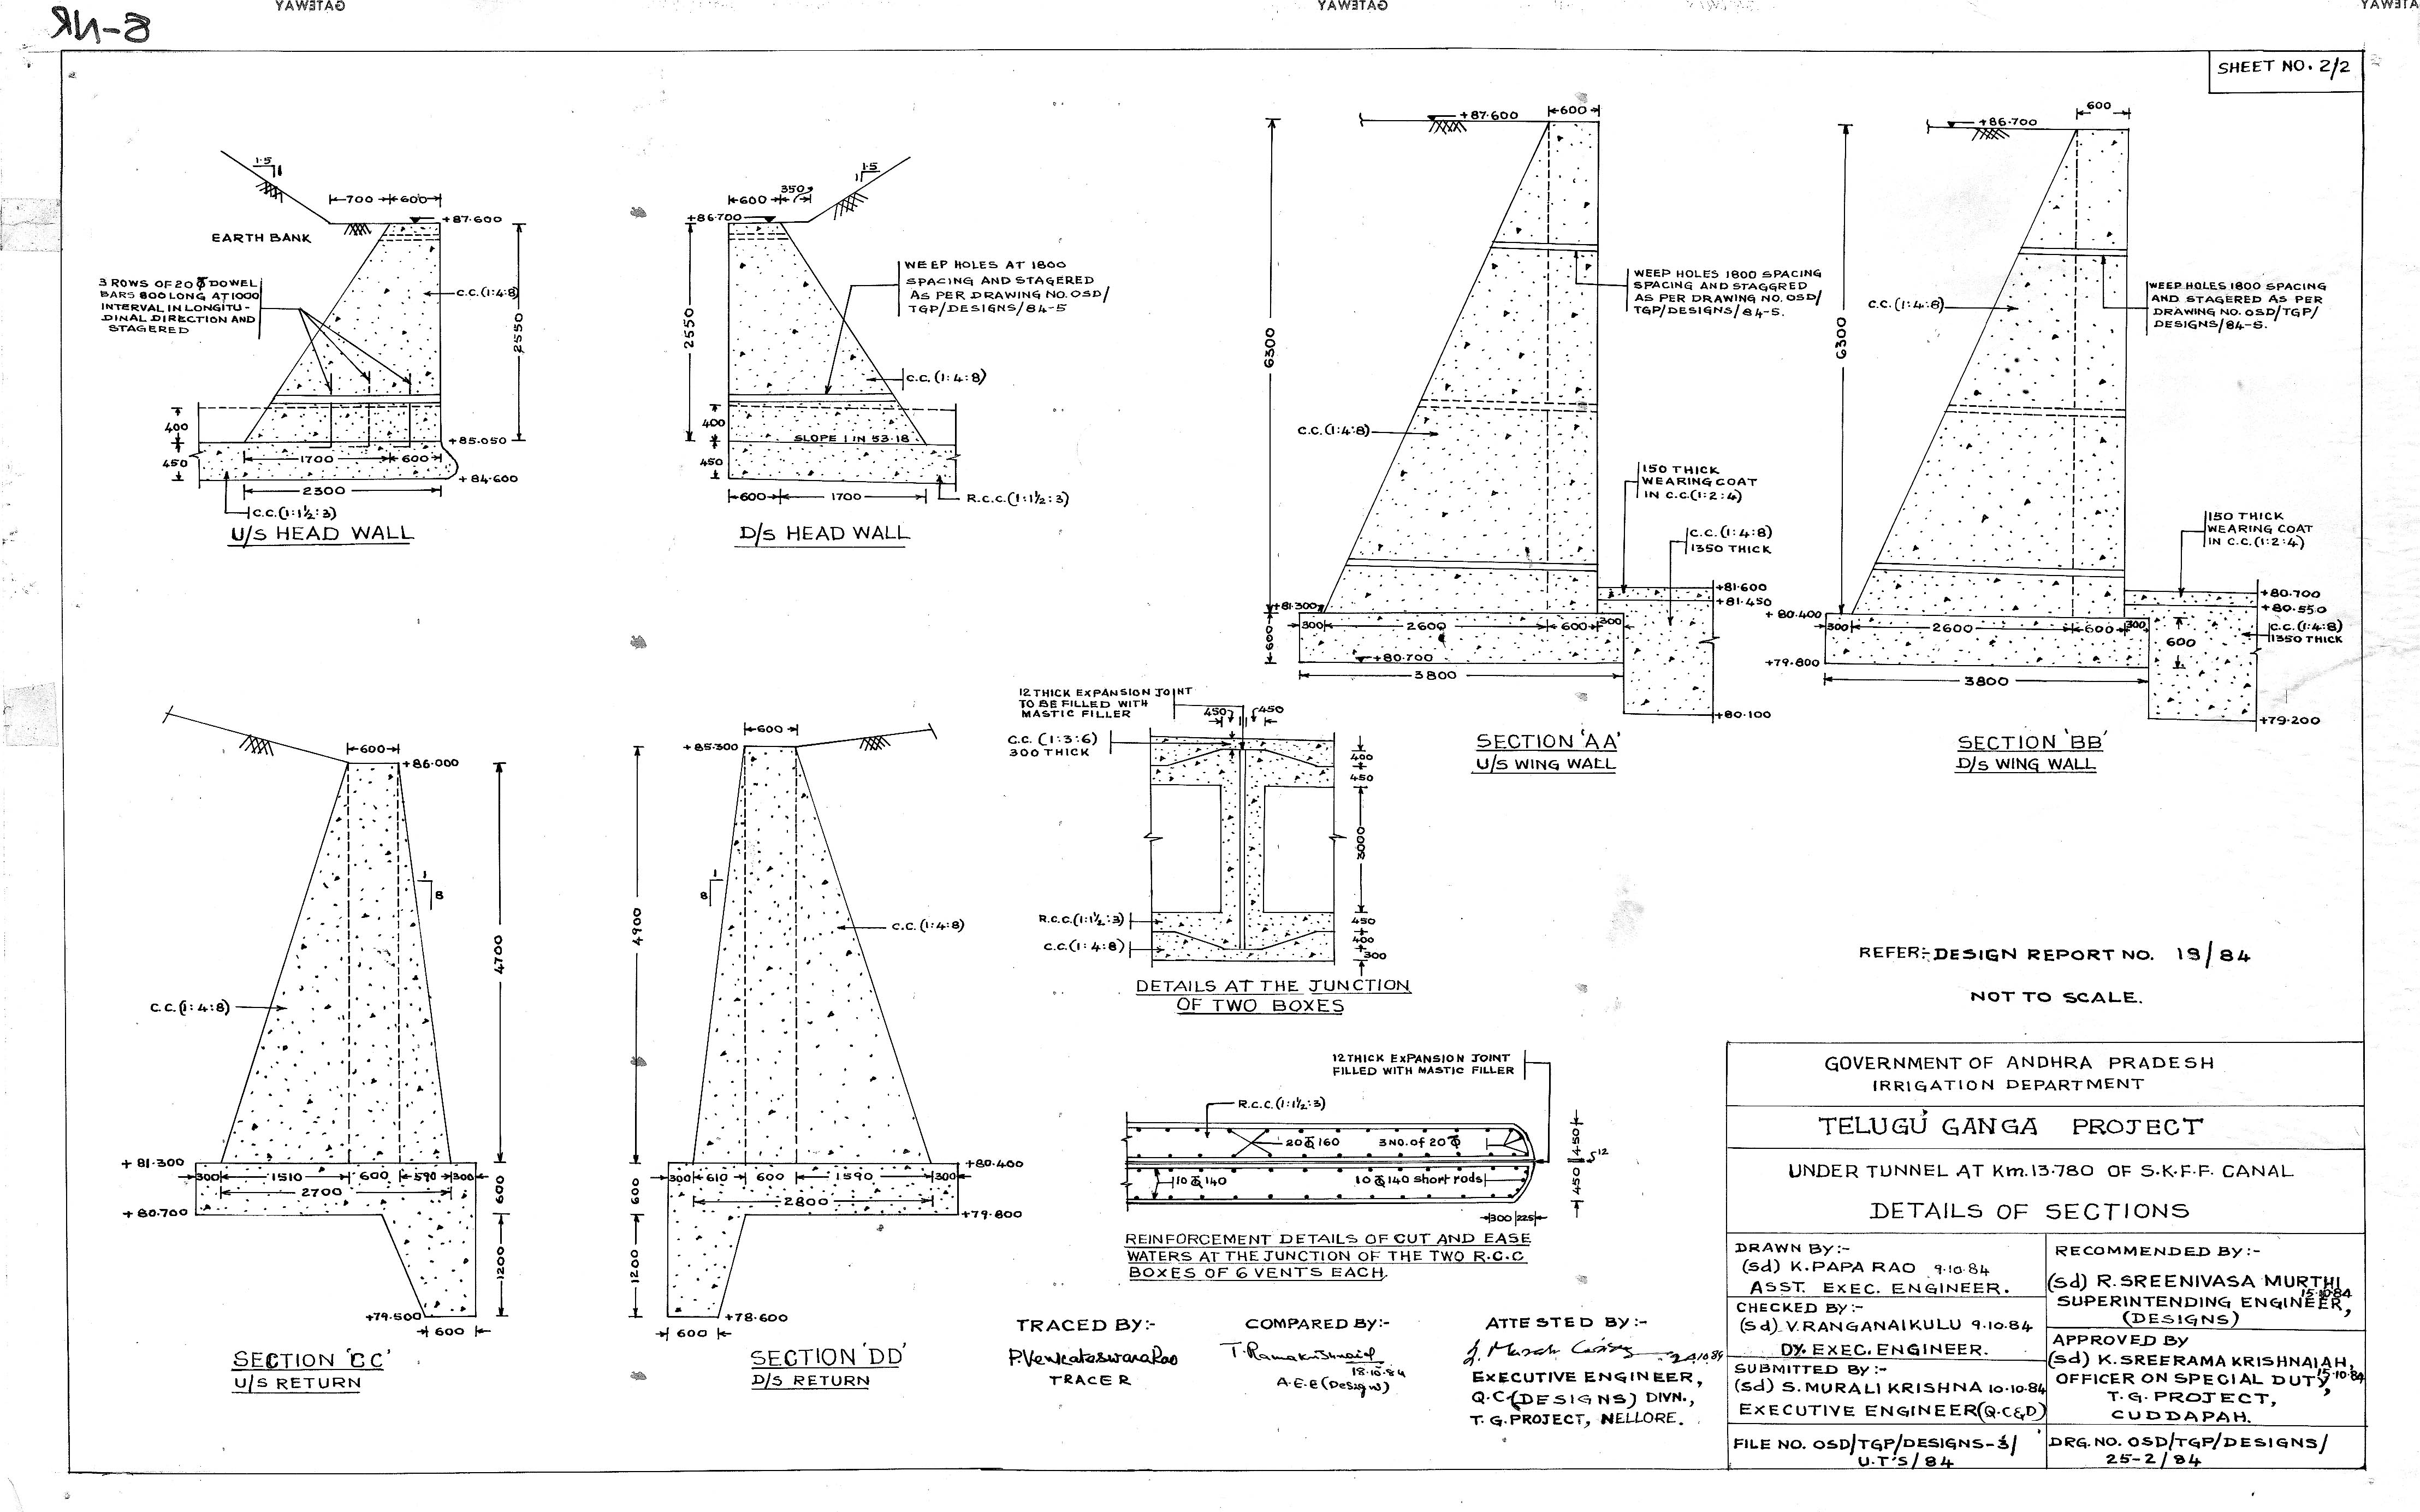 GATEWAY
GATEWAY
GATEWAY
SHEET NO. 2/2
1.5
700
600
+87.600
EARTH BANK
3 ROWS OF 20 Φ DOWEL
BARS 800 LONG AT 1000
INTERVAL IN LONGITU-
DINAL DIRECTION AND
STAGERED
C.C.(1:4:8)
2550
400
450
+85.050
1700
600
+84.600
2300
C.C.(1:1½:3)
U/S HEAD WALL
1.5
600
350
+86.700
2550
WEEP HOLES AT 1800
SPACING AND STAGERED
AS PER DRAWING NO. OSD/
TGP/DESIGNS/84-5
C.C.(1:4:8)
400
SLOPE 1 IN 53.18
450
600
1700
R.C.C.(1:1½:3)
D/S HEAD WALL
+87.600
600
6300
WEEP HOLES 1800 SPACING
SPACING AND STAGGRED
AS PER DRAWING NO. OSD/
TGP/DESIGNS/84-5.
C.C.(1:4:8)
150 THICK
WEARING COAT
IN C.C.(1:2:4)
C.C.(1:4:8)
1350 THICK
+81.600
+81.450
+81.300
300
2600
600
300
600
+80.700
3800
+80.100
SECTION 'AA'
U/S WING WALL
+86.700
600
6300
C.C.(1:4:8)
WEEP HOLES 1800 SPACING
AND STAGERED AS PER
DRAWING NO. OSD/TGP/
DESIGNS/84-5.
150 THICK
WEARING COAT
IN C.C.(1:2:4)
+80.700
+80.550
+80.400
300
2600
600
300
C.C.(1:4:8)
1350 THICK
600
+79.800
3800
+79.200
SECTION 'BB'
D/S WING WALL
600
+86.000
1
8
4700
C.C.(1:4:8)
+81.300
300
1510
600
590
300
2700
600
+80.700
1200
+79.500
600
SECTION 'CC'
U/S RETURN
600
+85.300
1
8
4900
C.C.(1:4:8)
+80.400
300
610
600
1590
300
2800
600
+79.800
1200
+78.600
600
SECTION 'DD'
D/S RETURN
12 THICK EXPANSION JOINT
TO BE FILLED WITH
MASTIC FILLER
450
450
C.C. (1:3:6)
300 THICK
400
450
3000
R.C.C.(1:1½:3)
C.C.(1:4:8)
450
400
300
DETAILS AT THE JUNCTION
OF TWO BOXES
12 THICK EXPANSION JOINT
FILLED WITH MASTIC FILLER
R.C.C.(1:1½:3)
20 Φ 160
3 NO. of 20 Φ
10 Φ 140
10 Φ 140 short rods
450
12
450
300
225
REINFORCEMENT DETAILS OF CUT AND EASE
WATERS AT THE JUNCTION OF THE TWO R.C.C
BOXES OF 6 VENTS EACH.
TRACED BY:-
P.Venkateswara Rao
TRACER
COMPARED BY:-
T. Ramakrishnaiah
18.10.84
A.E.E (Designs)
ATTESTED BY:-
EXECUTIVE ENGINEER,
Q.C (DESIGNS) DIVN.,
T.G. PROJECT, NELLORE.
REFER:- DESIGN REPORT NO. 19/84
NOT TO SCALE.
GOVERNMENT OF ANDHRA PRADESH
IRRIGATION DEPARTMENT
TELUGU GANGA PROJECT
UNDER TUNNEL AT Km.13.780 OF S.K.F.F. CANAL
DETAILS OF SECTIONS
DRAWN BY:-
(sd) K. PAPA RAO 9.10.84
ASST. EXEC. ENGINEER.
CHECKED BY:-
(sd) V.RANGANAIKULU 9.10.84
DY. EXEC. ENGINEER.
SUBMITTED BY:-
(sd) S. MURALI KRISHNA 10.10.84
EXECUTIVE ENGINEER(Q.C&D)
RECOMMENDED BY:-
(sd) R. SREENIVASA MURTHI
15.10.84
SUPERINTENDING ENGINEER,
(DESIGNS)
APPROVED BY
(sd) K. SREERAMA KRISHNAIAH,
15.10.84
OFFICER ON SPECIAL DUTY,
T.G. PROJECT,
CUDDAPAH.
FILE NO. OSD/TGP/DESIGNS-3/
U.T'S/84
DRG. NO. OSD/TGP/DESIGNS/
25-2/84